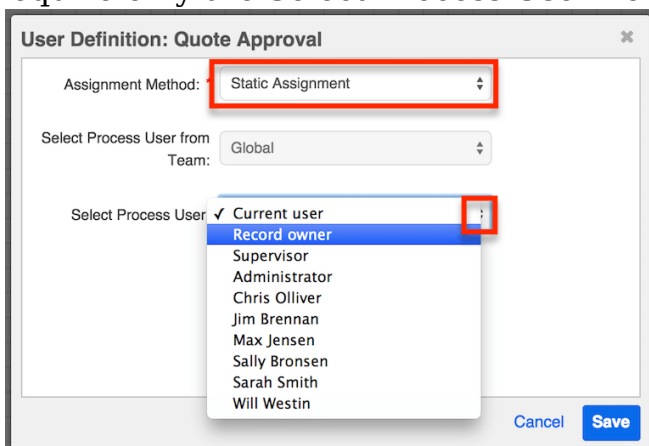 User Definition: Quote Approval ×
Assignment Method: * Static Assignment
Select Process User from
Team: Global
Select Process User ✓ Current user
Record owner
Supervisor
Administrator
Chris Olliver
Jim Brennan
Max Jensen
Sally Bronsen
Sarah Smith
Will Westin
Cancel Save